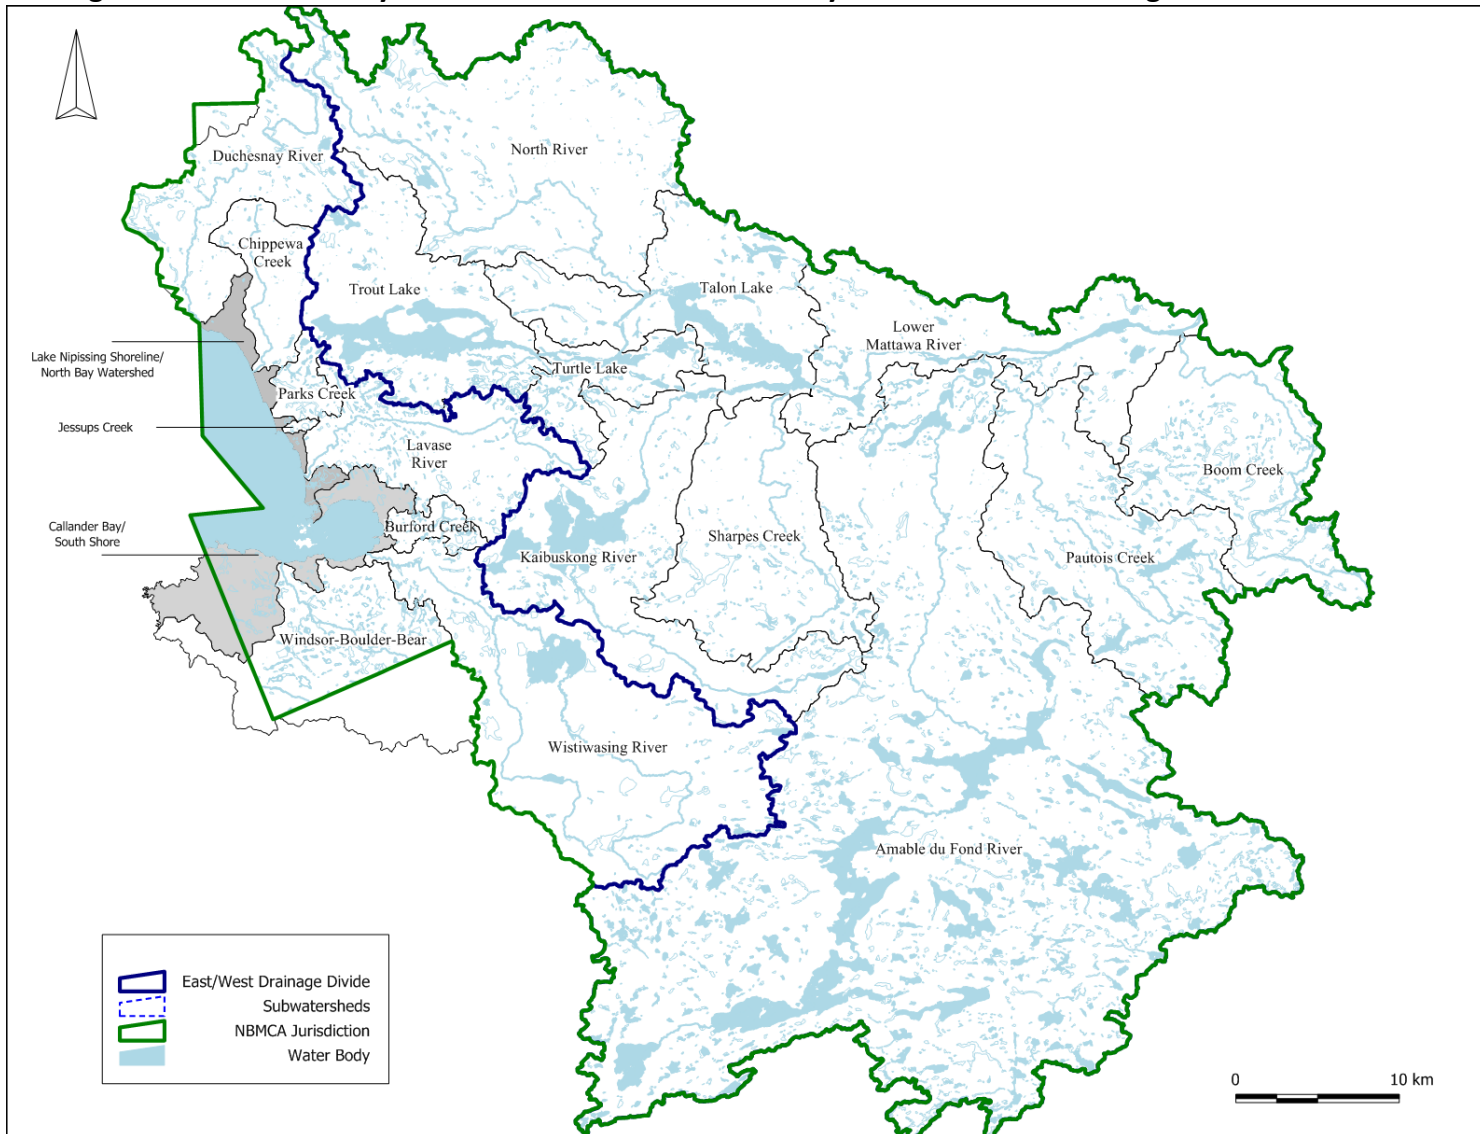 Duchesnay River
North River
Chippewa
Creek
Trout Lake
Talon Lake
Lower
Mattawa River
Lake Nipissing Shoreline/
North Bay Watershed
Turtle Lake
Parks Creek
Jessups Creek
Lavase
River
Boom Creek
Callander Bay/
South Shore
Burford Creek
Kaibuskong River
Sharpes Creek
Pautois Creek
Windsor-Boulder-Bear
Wistiwasing River
Amable du Fond River
East/West Drainage Divide
Subwatersheds
NBMCA Jurisdiction
Water Body
0 10 km